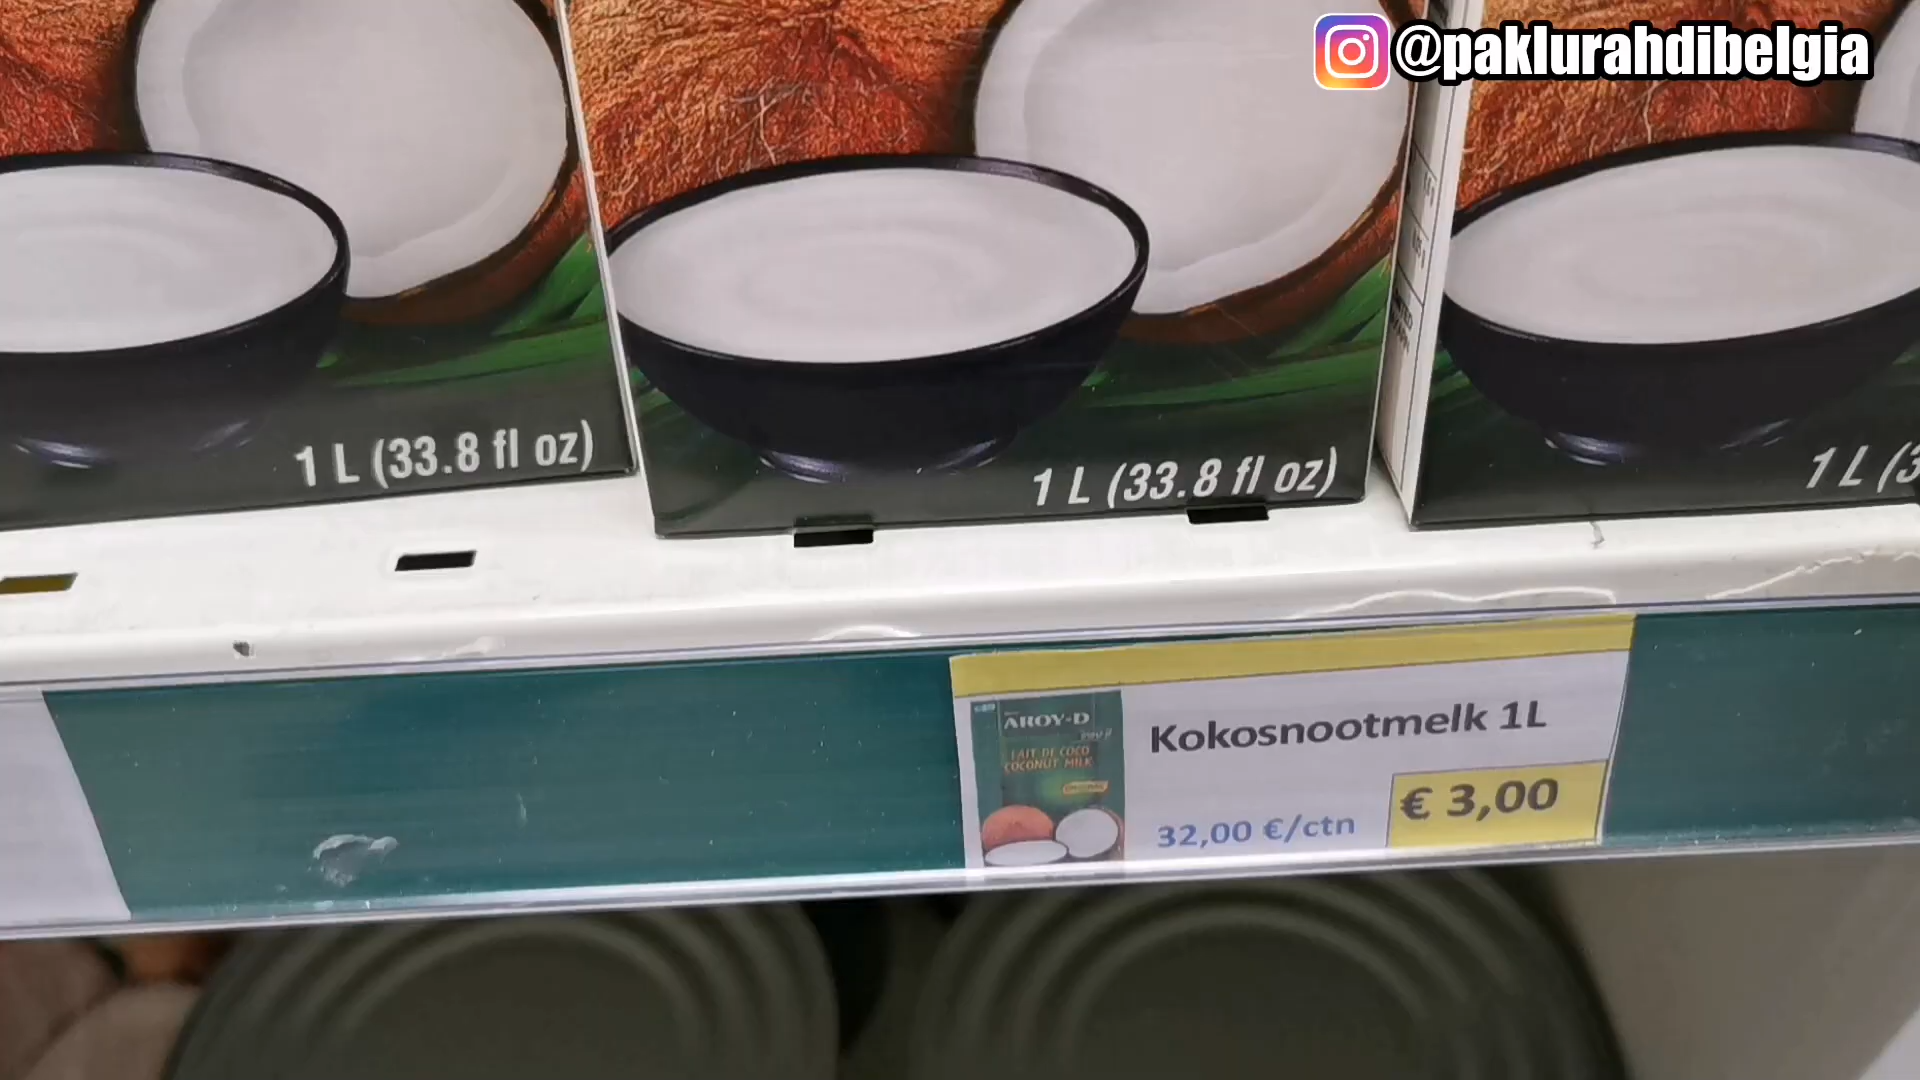 @paklurahdibelgia
1 L (33.8 fl oz)
1 L (33.8 fl oz)
1 L (3
AROY-D
LAIT DE COCO
COCONUT MILK
Kokosnootmelk 1L
32,00 €/ctn
€ 3,00